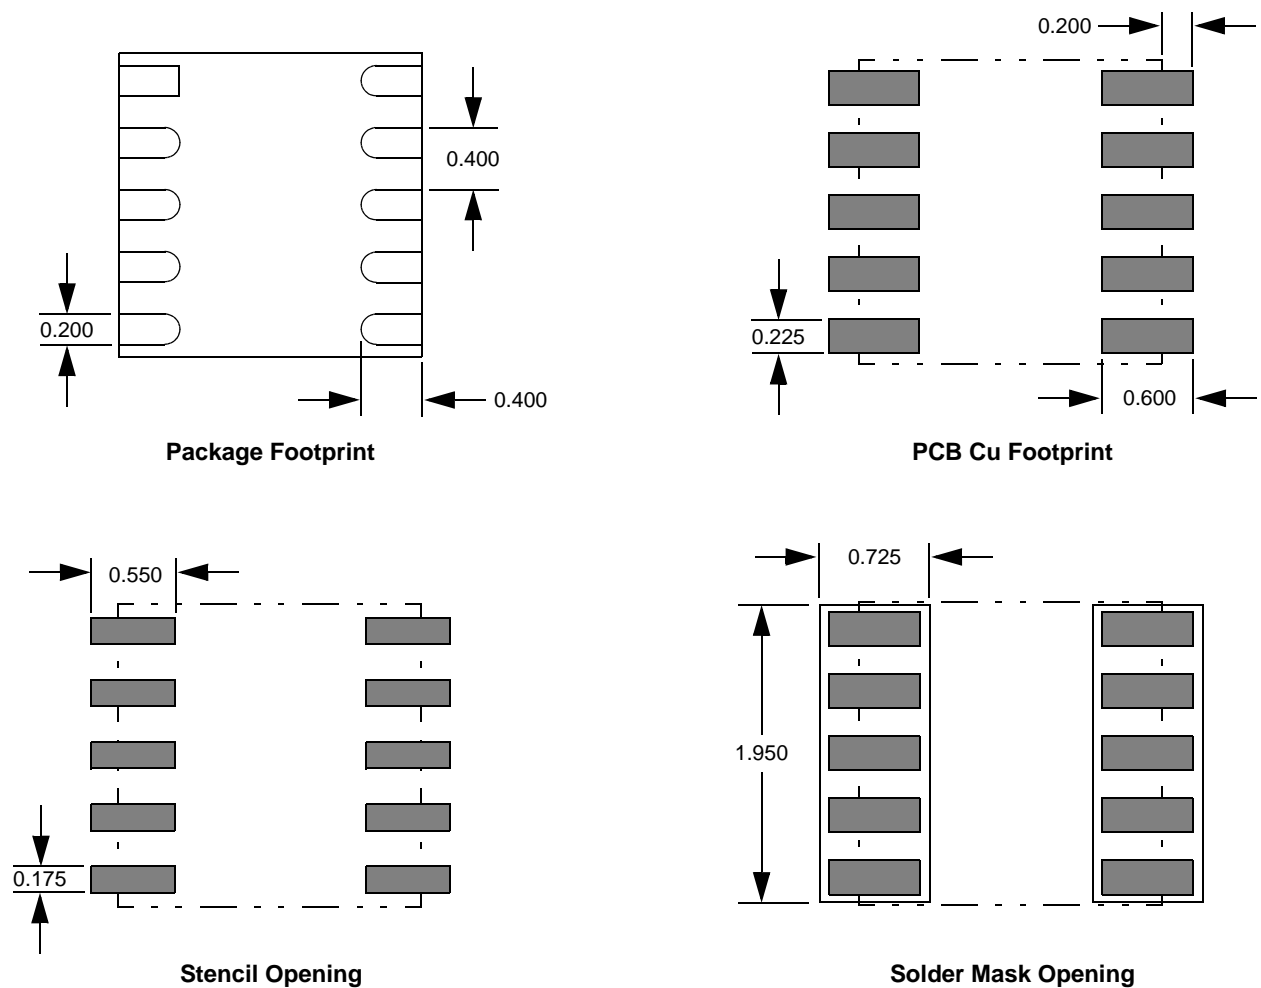 0.400
0.200
0.400
Package Footprint
0.200
0.225
0.600
PCB Cu Footprint
0.550
0.175
Stencil Opening
0.725
1.950
Solder Mask Opening